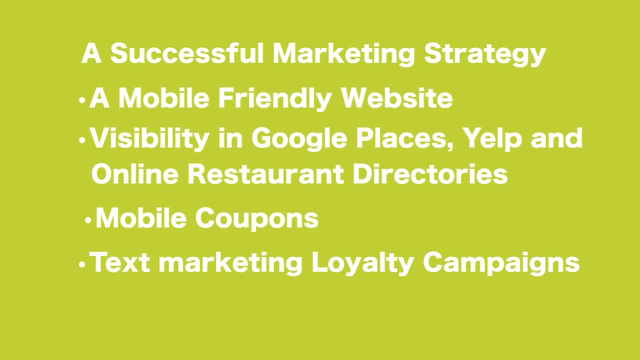 A Successful Marketing Strategy
•A Mobile Friendly Website
•Visibility in Google Places, Yelp and
Online Restaurant Directories
•Mobile Coupons
•Text marketing Loyalty Campaigns